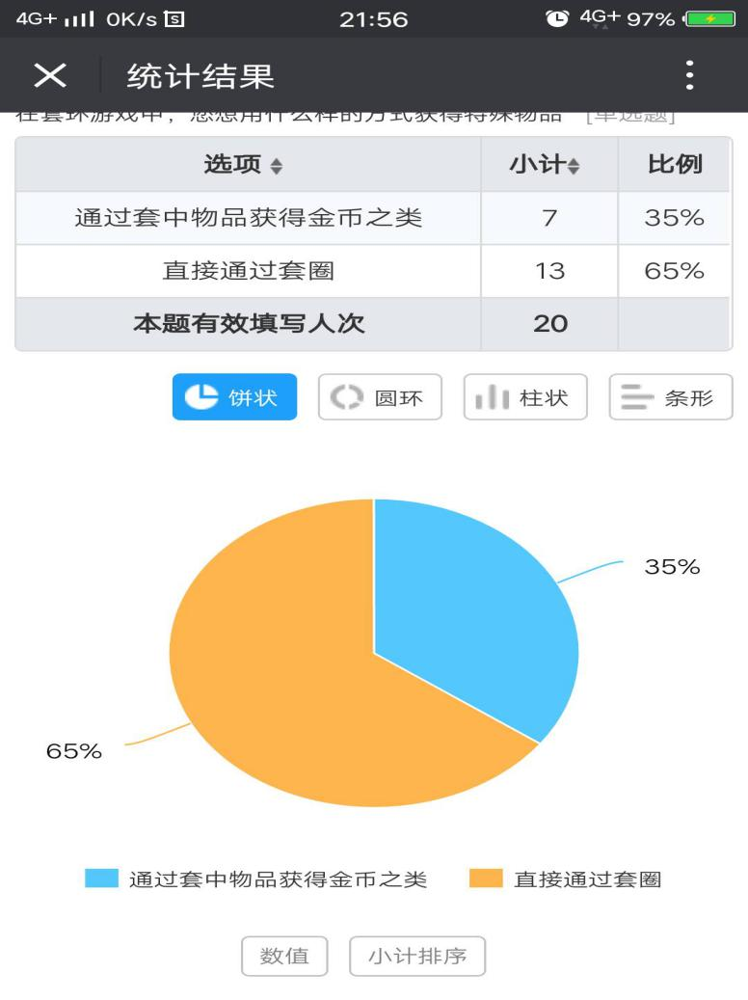 4G+ 0K/s 21:56 4G+ 97%
统计结果
在套环游戏中，您想用什么样的方式获得特殊物品 [单选题]
选项 小计 比例
通过套中物品获得金币之类 7 35%
直接通过套圈 13 65%
本题有效填写人次 20
饼状 圆环 柱状 条形
35%
65%
通过套中物品获得金币之类 直接通过套圈
数值 小计排序